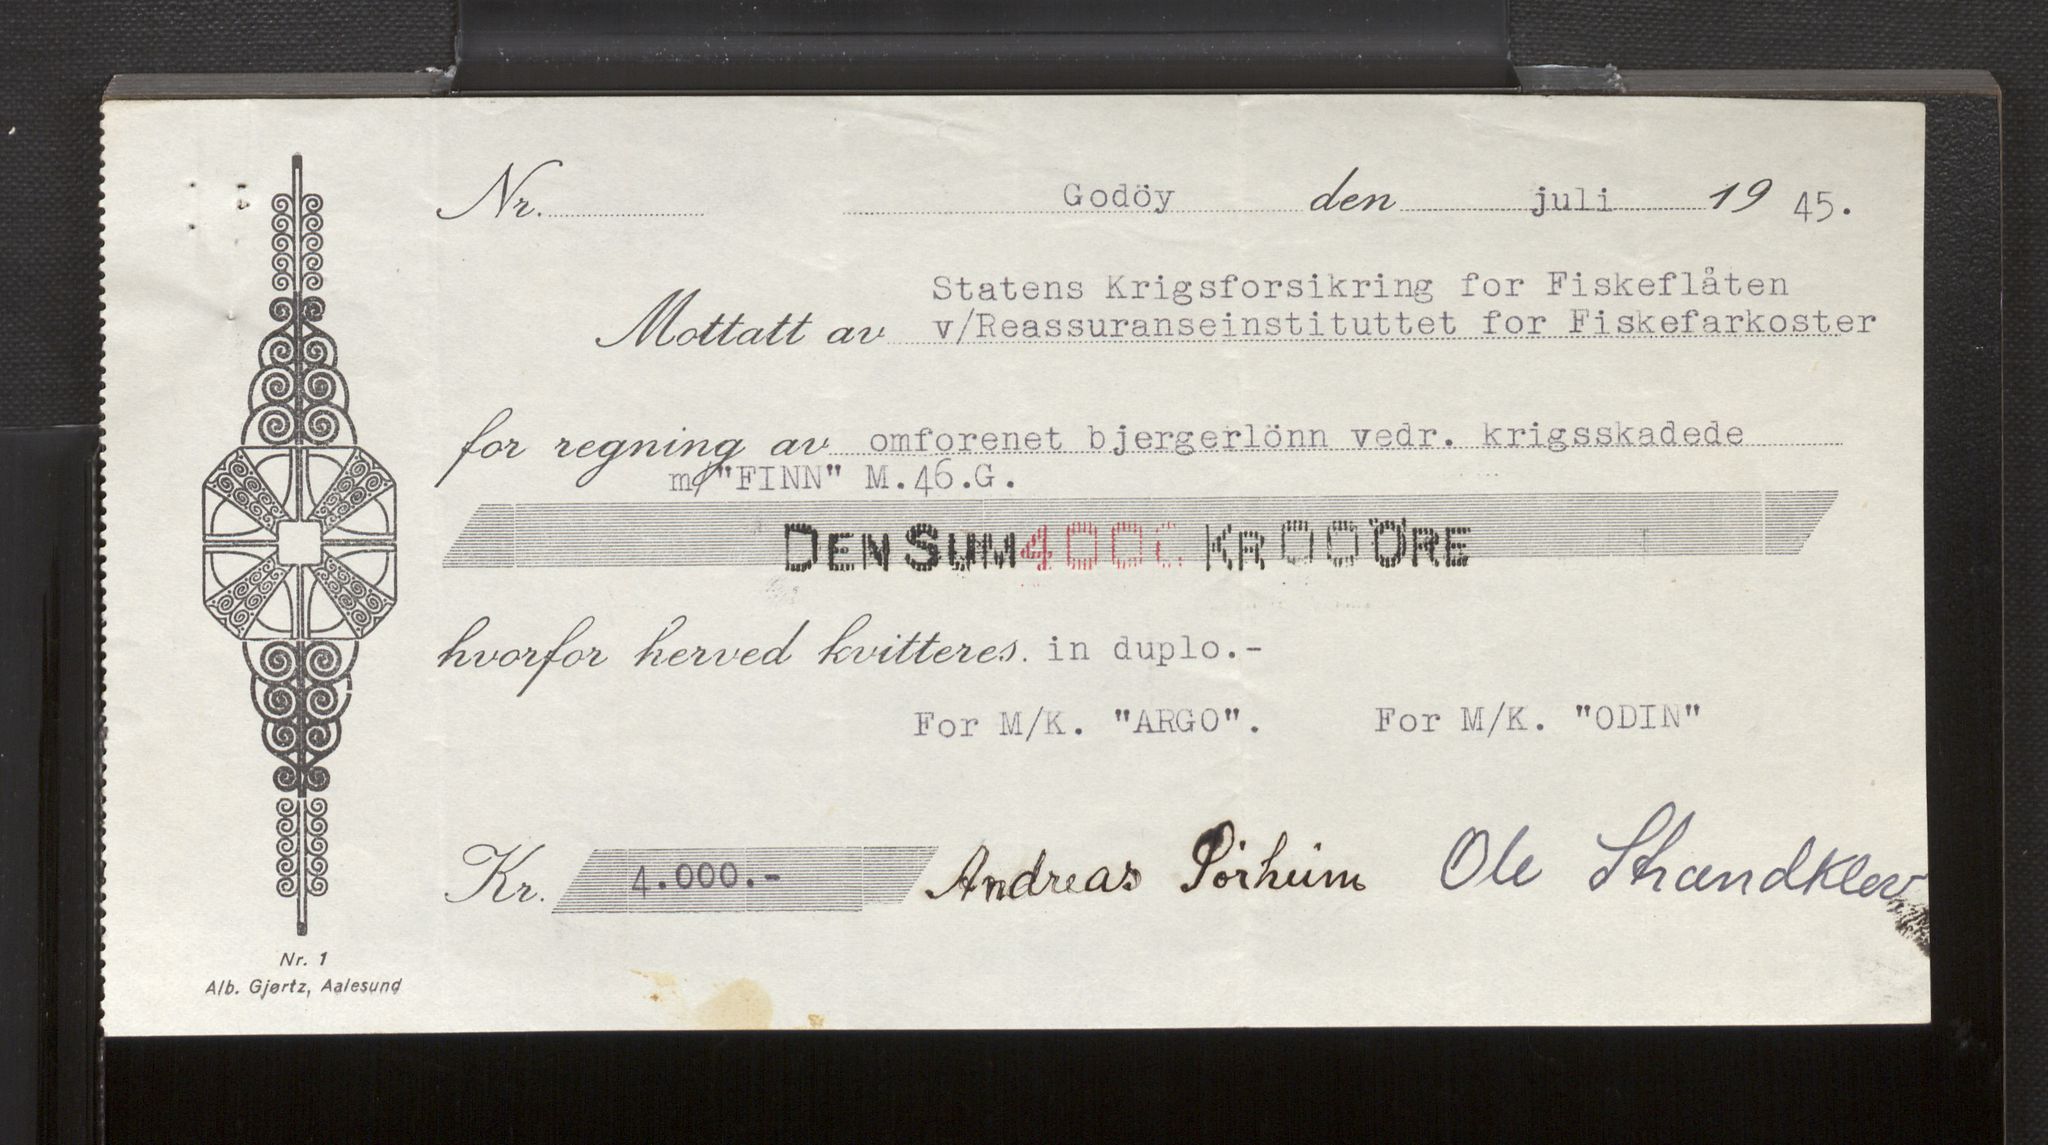 Nr. Godöy den juli 19 45.
Statens Krigsforsikring for Fiskeflåten
Mottatt av v/Reassuranseinstituttet for Fiskefarkoster
for regning av omforenet bjergerlönn vedr. krigsskadede
m/"FINN" M.46.G.
DEN SUM 4000 KR 00 ÖRE
hvorfor herved kvitteres. in duplo.-
For M/K. "ARGO". For M/K. "ODIN"
Kr. 4.000.- Andreas Ole Strandklev
Nr. 1
Alb. Gjørtz, Aalesund